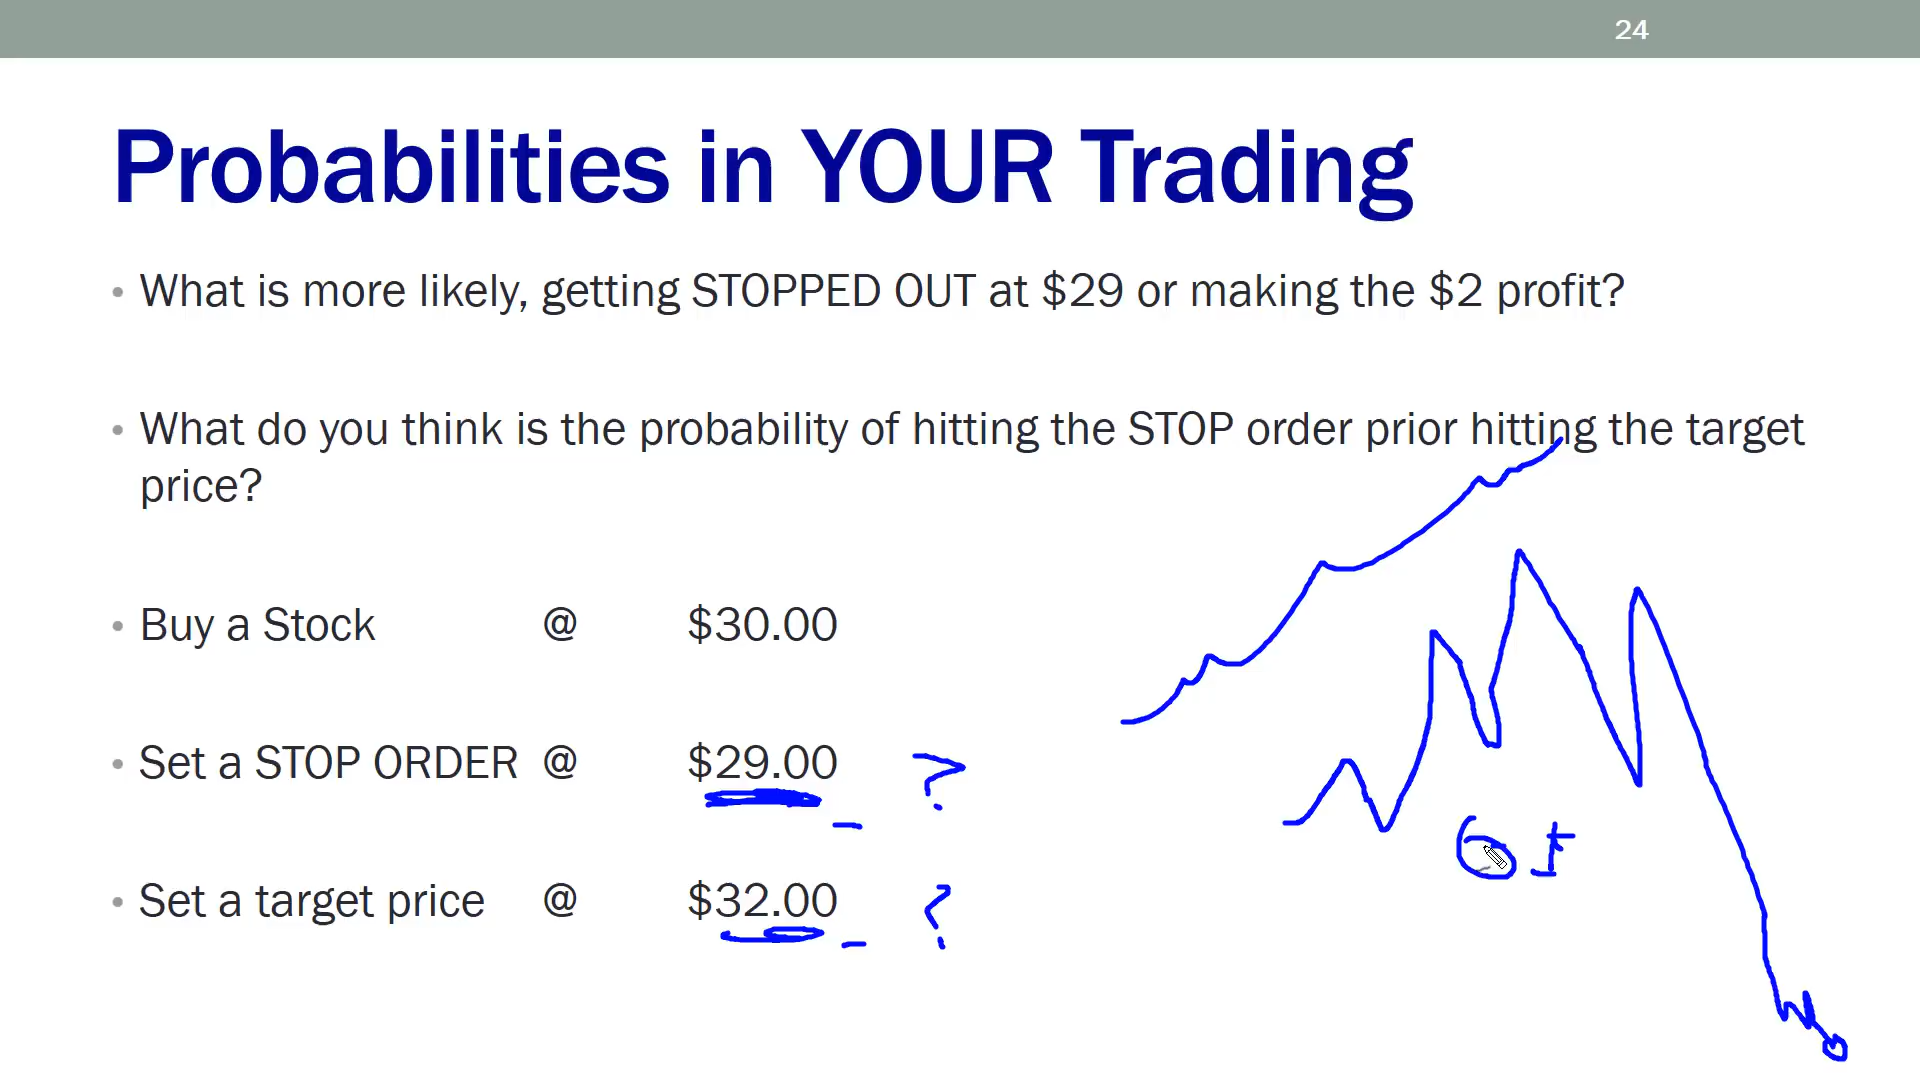 24
Probabilities in YOUR Trading
• What is more likely, getting STOPPED OUT at $29 or making the $2 profit?
• What do you think is the probability of hitting the STOP order prior hitting the target
price?
• Buy a Stock @ $30.00
• Set a STOP ORDER @ $29.00 ?
• Set a target price @ $32.00 ?